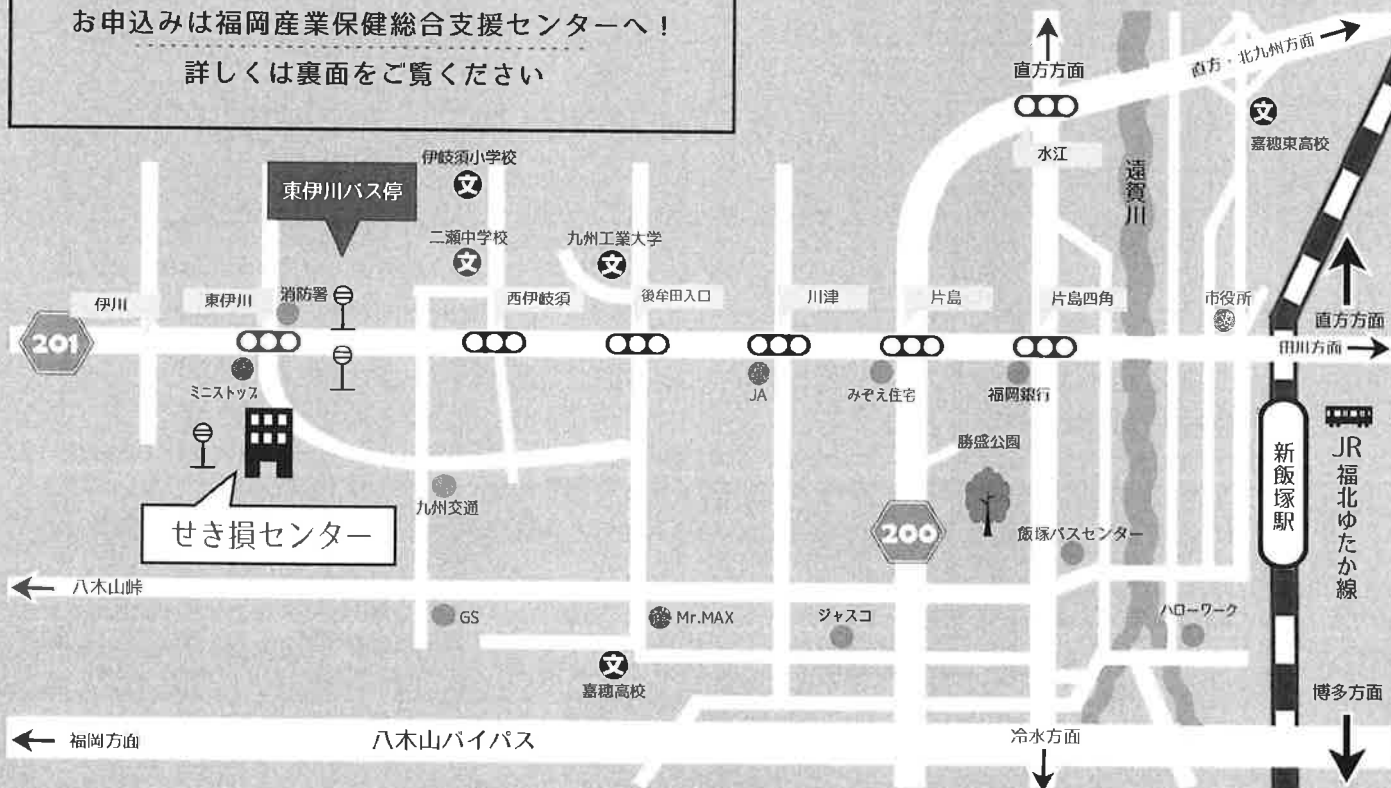 お申込みは福岡産業保健総合支援センターへ！
詳しくは裏面をご覧ください
直方方面
直方・北九州方面
文
嘉穂東高校
水江
遠賀川
伊岐須小学校
文
東伊川バス停
二瀬中学校
文
九州工業大学
文
伊川
東伊川
消防署
西伊岐須
後牟田入口
川津
片島
片島四角
市役所
直方方面
201
田川方面
ミニストップ
JA
みぞえ住宅
福岡銀行
勝盛公園
新飯塚駅
JR福北ゆたか線
九州交通
せき損センター
200
飯塚バスセンター
八木山峠
GS
Mr.MAX
ジャスコ
ハローワーク
文
嘉穂高校
博多方面
福岡方面
八木山バイパス
冷水方面